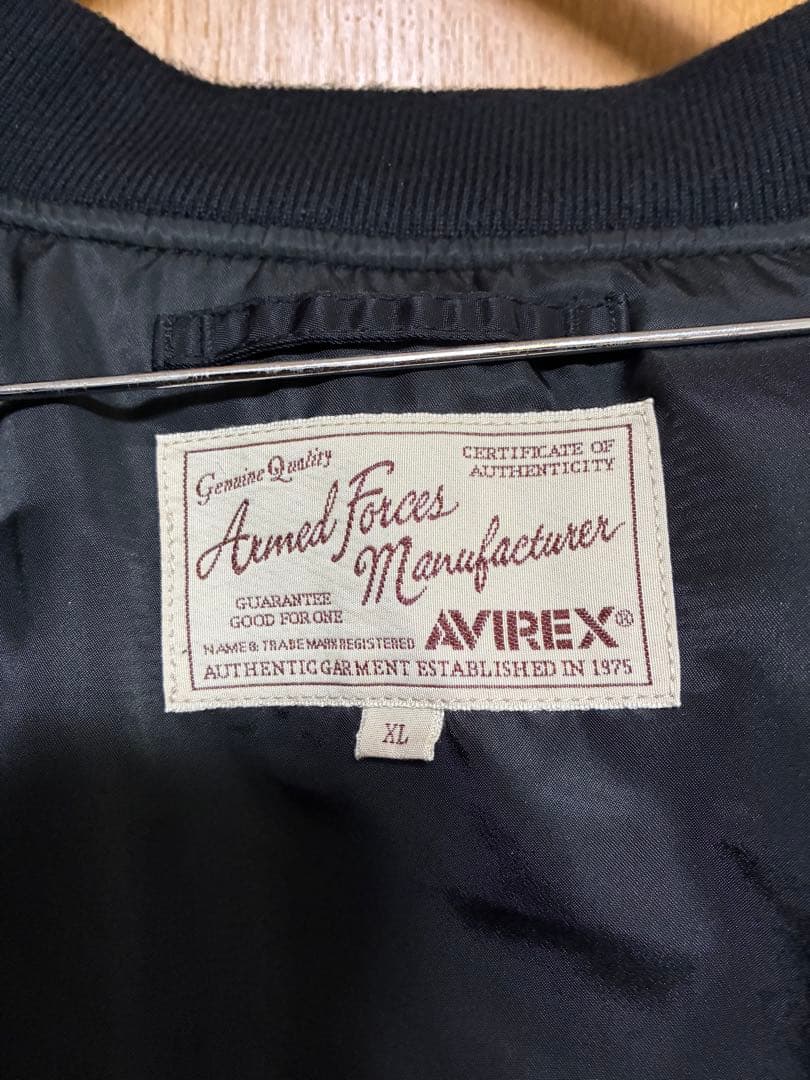 Genuine Quality
CERTIFICATE OF
AUTHENTICITY
Armed Forces
Manufacturer
GUARANTEE
GOOD FOR ONE
NAME & TRADE MARK REGISTERED
AVIREX®
AUTHENTIC GARMENT ESTABLISHED IN 1975
XL